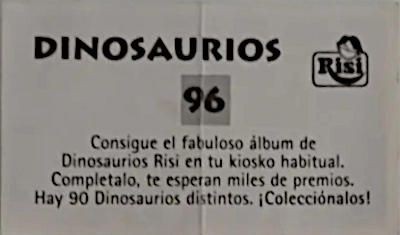 DINOSAURIOS
Risi
96
Consigue el fabuloso álbum de
Dinosaurios Risi en tu kiosko habitual.
Completalo, te esperan miles de premios.
Hay 90 Dinosaurios distintos. ¡Colecciónalos!